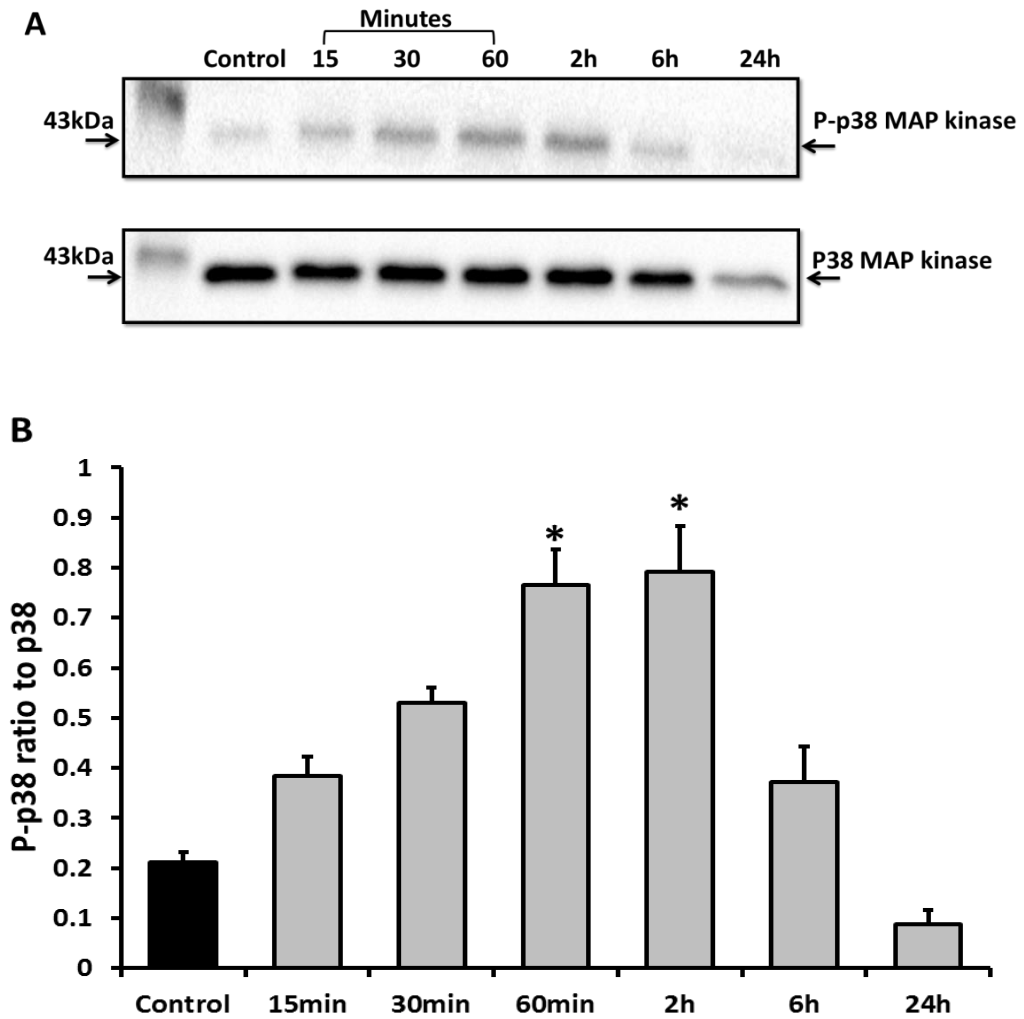 A
Minutes
Control 15 30 60 2h 6h 24h
43kDa
P-p38 MAP kinase
43kDa
P38 MAP kinase
B
P-p38 ratio to p38
1
0.9
0.8
0.7
0.6
0.5
0.4
0.3
0.2
0.1
0
* *
Control 15min 30min 60min 2h 6h 24h